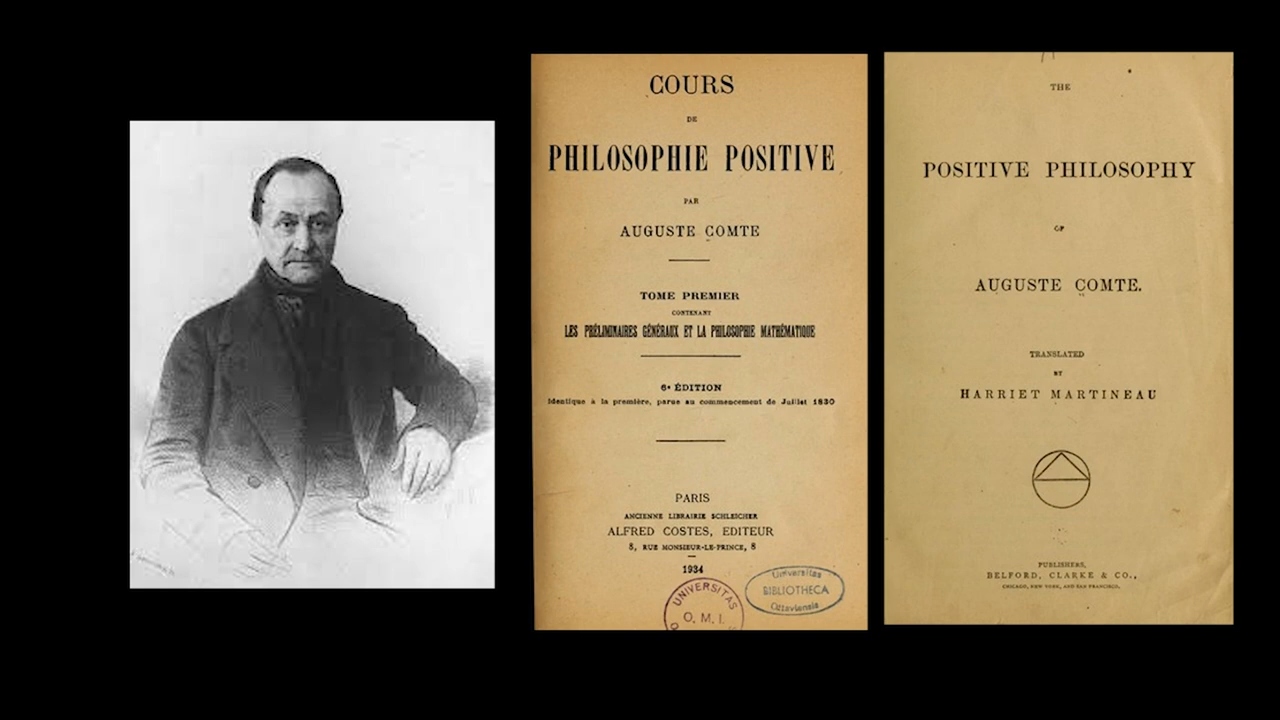 COURS
DE
PHILOSOPHIE POSITIVE
PAR
AUGUSTE COMTE
TOME PREMIER
CONTENANT
LES PRÉLIMINAIRES GÉNÉRAUX ET LA PHILOSOPHIE MATHÉMATIQUE
6e ÉDITION
identique à la première, parue au commencement de Juillet 1830
PARIS
ANCIENNE LIBRAIRIE SCHLEICHER
ALFRED COSTES, EDITEUR
8, RUE MONSIEUR-LE-PRINCE, 8
1934
UNIVERSITAS
O. M. I.
Universitas
BIBLIOTHECA
Ottaviensis
THE
POSITIVE PHILOSOPHY
OF
AUGUSTE COMTE.
TRANSLATED
BY
HARRIET MARTINEAU
PUBLISHERS,
BELFORD, CLARKE & CO.,
CHICAGO, NEW YORK, AND SAN FRANCISCO.